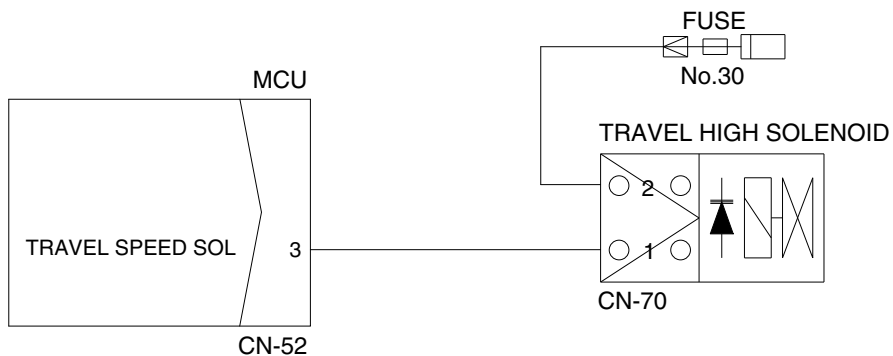 FUSE
No.30
MCU
TRAVEL HIGH SOLENOID
2
TRAVEL SPEED SOL
3
1
CN-70
CN-52